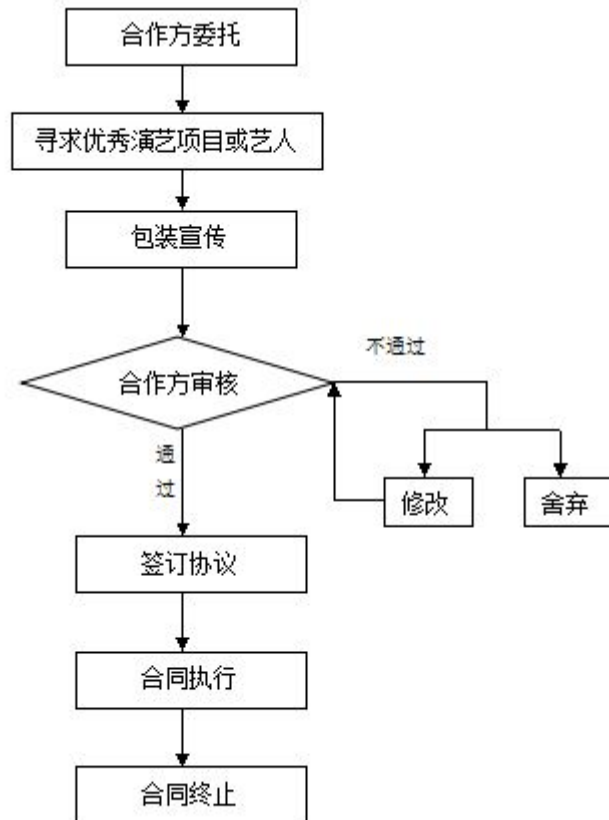 合作方委托
寻求优秀演艺项目或艺人
包装宣传
不通过
合作方审核
通
过
修改
舍弃
签订协议
合同执行
合同终止